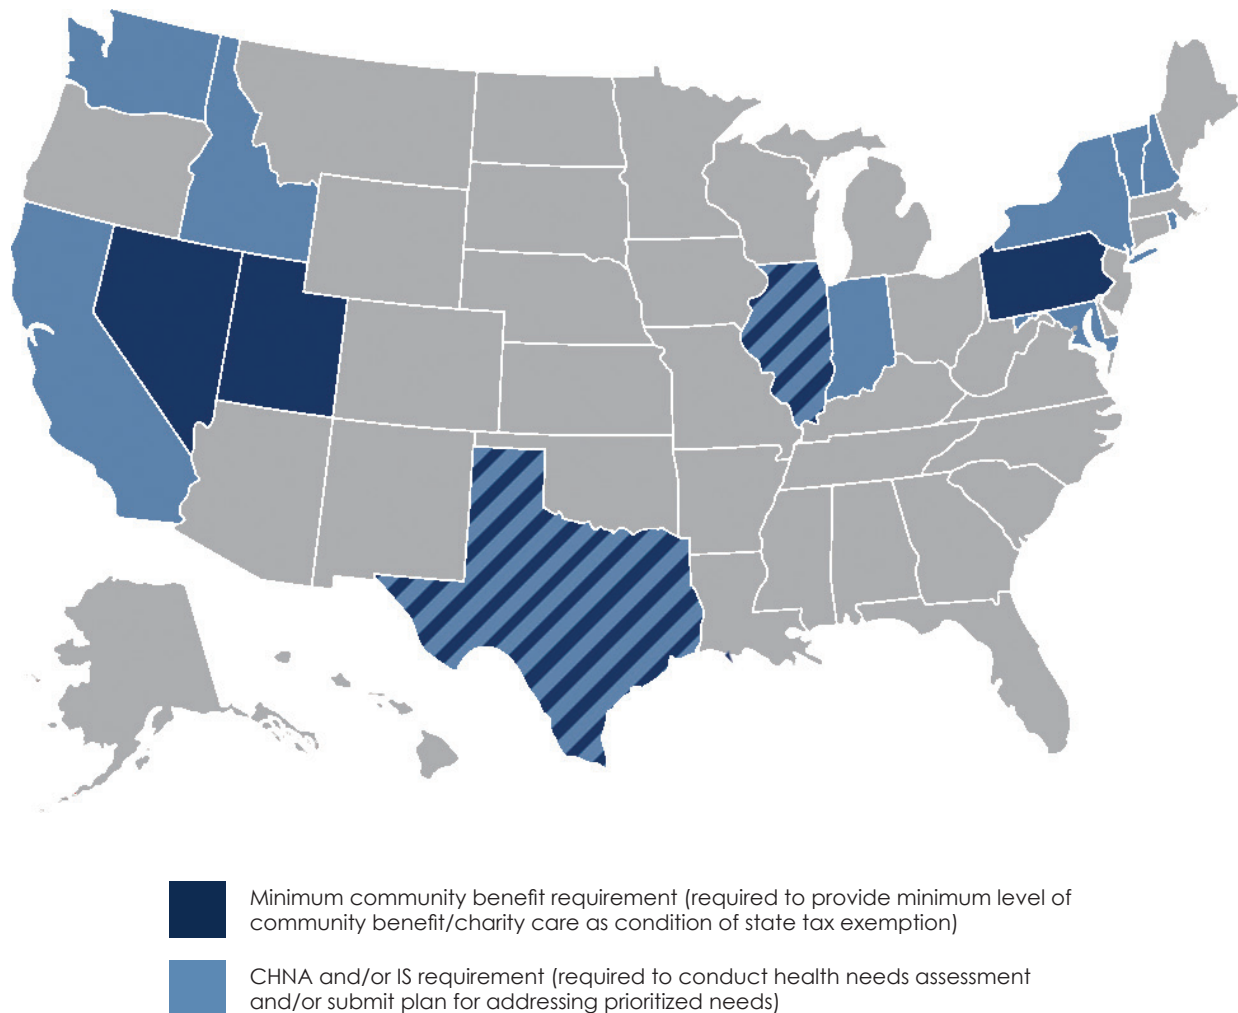 Minimum community benefit requirement (required to provide minimum level of
community benefit/charity care as condition of state tax exemption)
CHNA and/or IS requirement (required to conduct health needs assessment
and/or submit plan for addressing prioritized needs)